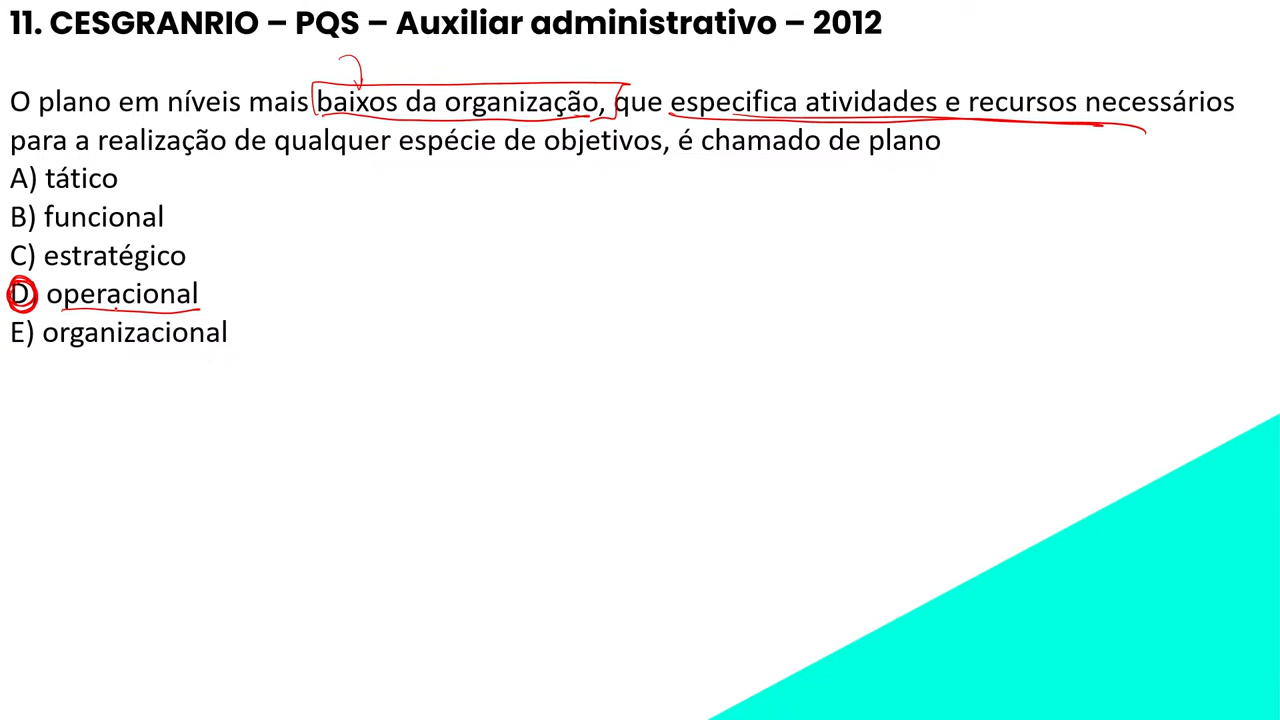 11. CESGRANRIO – PQS – Auxiliar administrativo – 2012
O plano em níveis mais baixos da organização, que especifica atividades e recursos necessários
para a realização de qualquer espécie de objetivos, é chamado de plano
A) tático
B) funcional
C) estratégico
D) operacional
E) organizacional